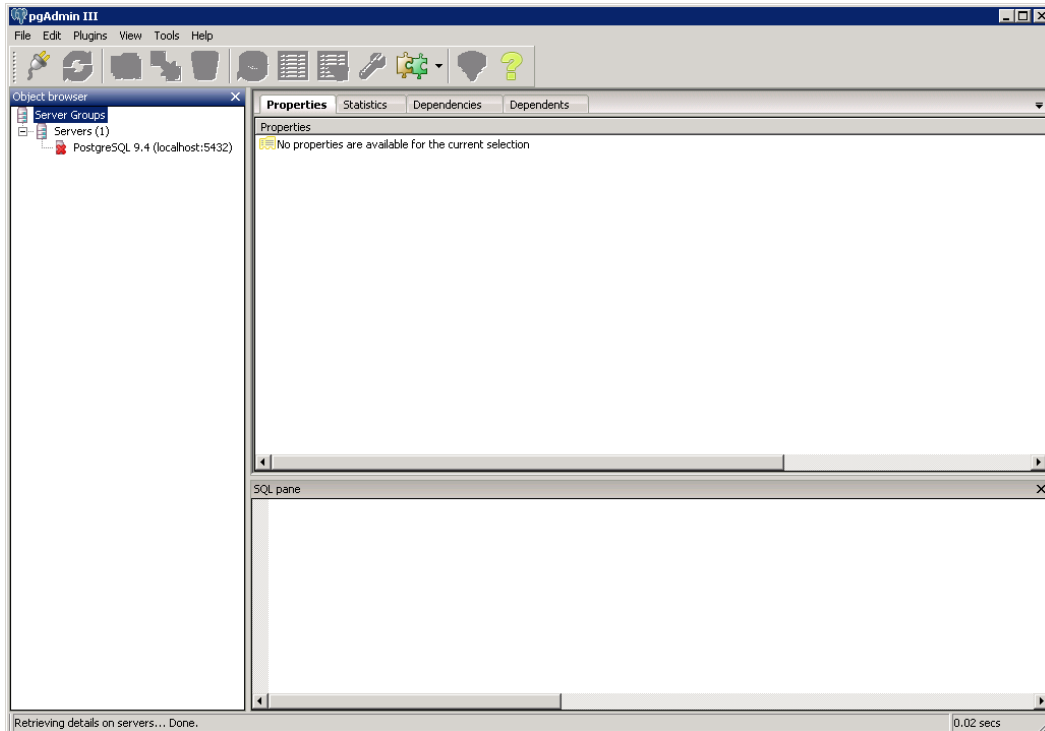 pgAdmin III
File Edit Plugins View Tools Help
Object browser
Server Groups
Servers (1)
PostgreSQL 9.4 (localhost:5432)
Properties Statistics Dependencies Dependents
Properties
No properties are available for the current selection
SQL pane
Retrieving details on servers... Done.
0.02 secs